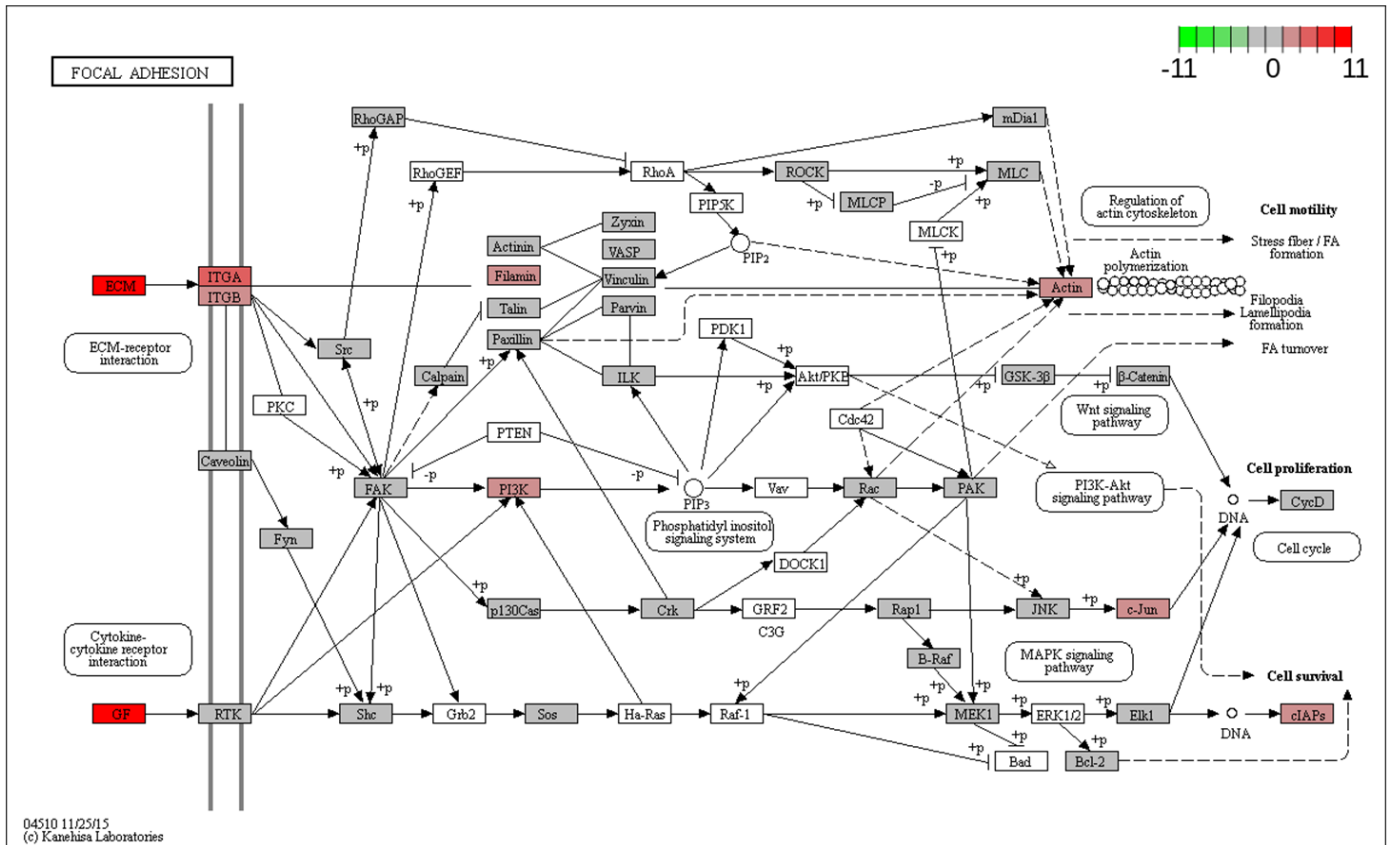 FOCAL ADHESION
-11 0 11
RhoGAP
mDia1
+p
RhoGEF
RhoA
ROCK
+p
MLC
+p
PIP5K
+p
MLCP
-p
+p
MLCK
Regulation of
actin cytoskeleton
Cell motility
Zyxin
Actinin
VASP
PIP2
Stress fiber / FA
formation
Actin
polymerization
ECM
ITGA
ITGB
Filamin
Vinculin
Actin
Talin
Parvin
Filopodia
Lamellipodia
formation
ECM-receptor
interaction
Src
Paxillin
PDK1
FA turnover
+p
+p
+p
Calpain
ILK
+p
Akt/PKB
GSK-3β
+p
+p
β-Catenin
PKC
+p
Cdc42
Wnt signaling
pathway
PTEN
Caveolin
+p
-p
-p
Cell proliferation
FAK
PI3K
PIP3
Vav
Rac
PAK
PI3K-Akt
signaling pathway
CycD
DNA
Phosphatidyl inositol
signaling system
Fyn
Cell cycle
DOCK1
+p
+p
p130Cas
Crk
GRF2
C3G
Rap1
JNK
+p
c-Jun
Cytokine-
cytokine receptor
interaction
B-Raf
MAPK signaling
pathway
Cell survival
+p
+p
+p
+p
+p
GF
RTK
Shc
Grb2
Sos
Ha-Ras
Raf-1
MEK1
+p
ERK1/2
+p
Elk1
DNA
cIAPs
+p
+p
+p
Bad
Bcl-2
04510 11/25/15
(c) Kanehisa Laboratories